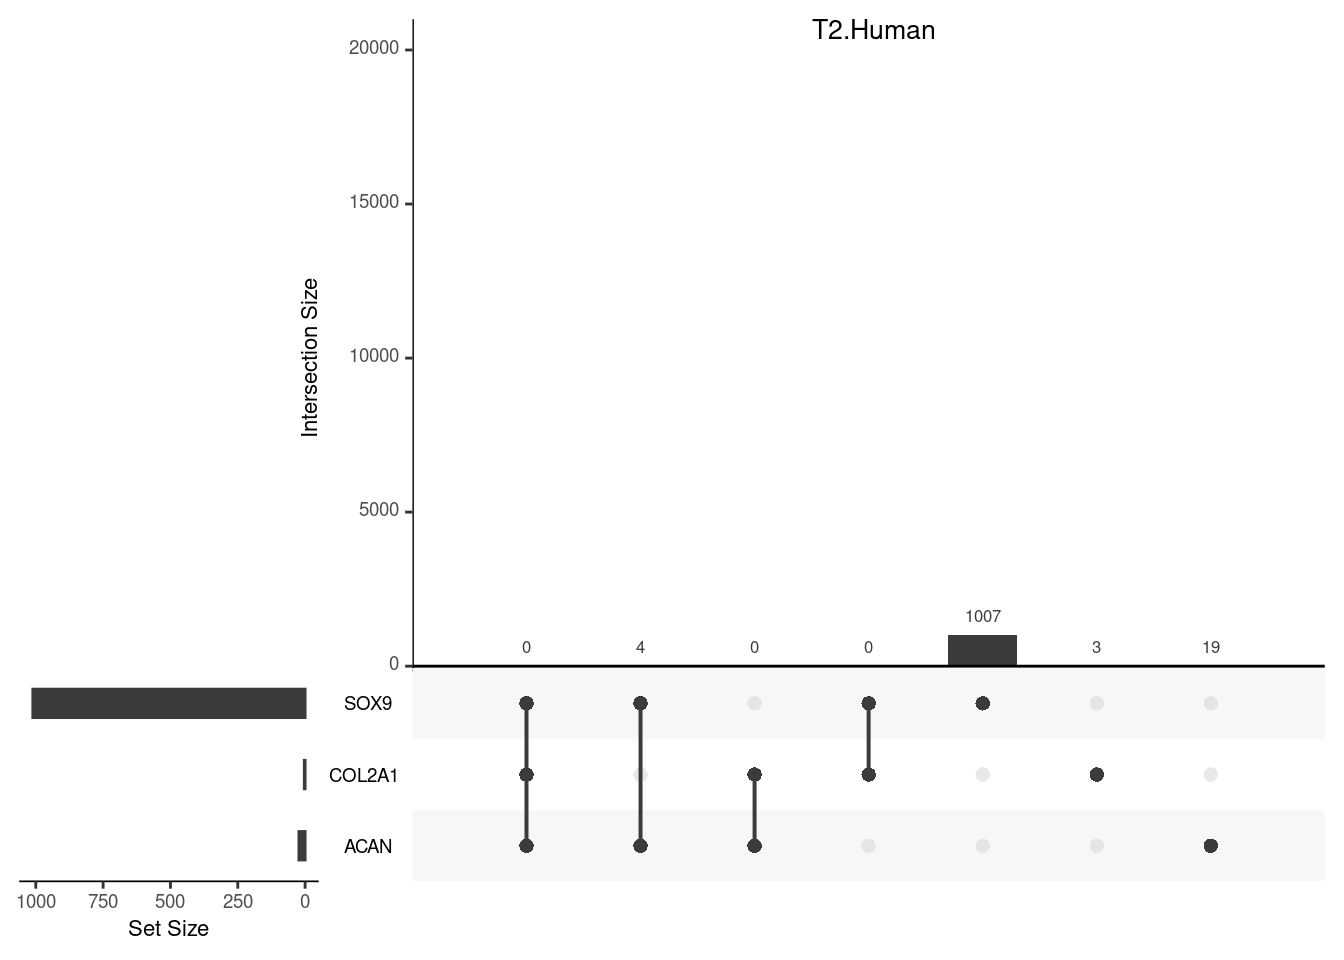 T2.Human
20000
15000
10000
5000
0
Intersection Size
0 4 0 0 1007 3 19
SOX9
COL2A1
ACAN
1000 750 500 250 0
Set Size